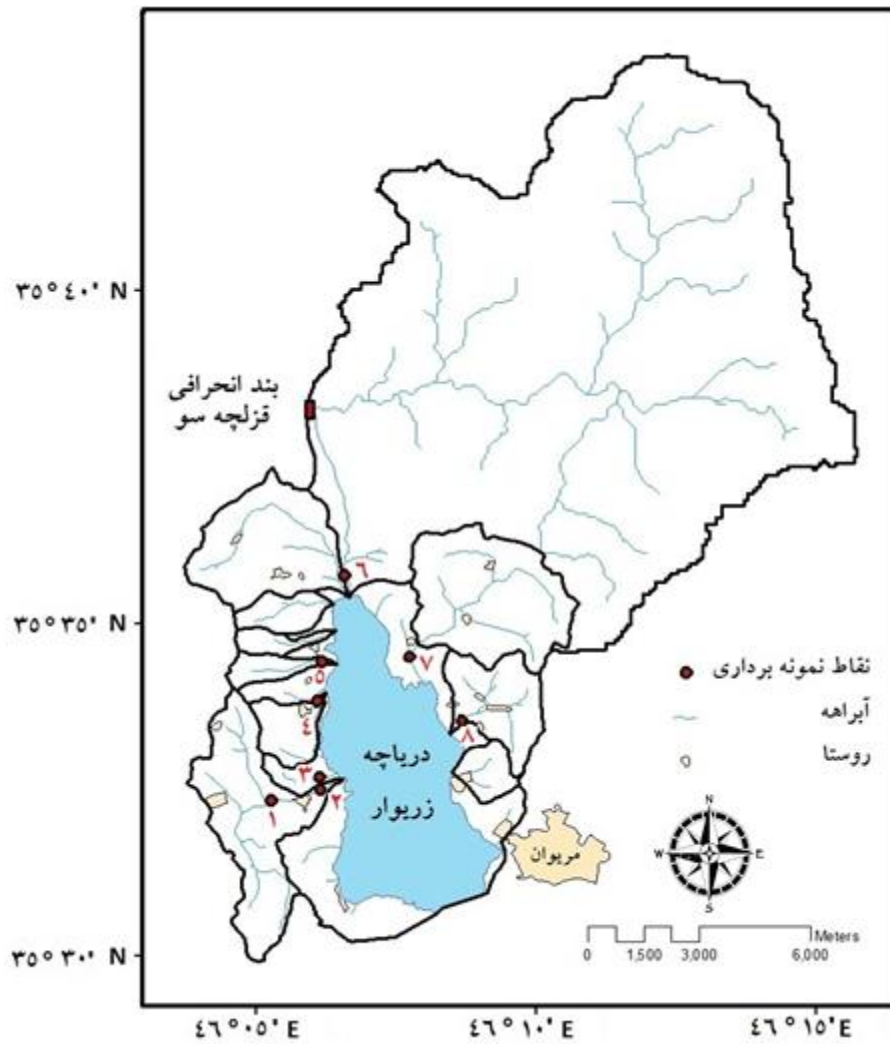 ۳۵° ۴۰' N
بند انحرافی
قزلچه سو
۶
۳۵° ۳۵' N
۷
نقاط نمونه برداری
۵
آبراهه
۴
۸
روستا
دریاچه
زریوار
۳
۲
۱
مریوان
N
W
E
S
Meters
0 1,500 3,000 6,000
۳۵° ۳۰' N
۴۶° ۰۵' E
۴۶° ۱۰' E
۴۶° ۱۵' E